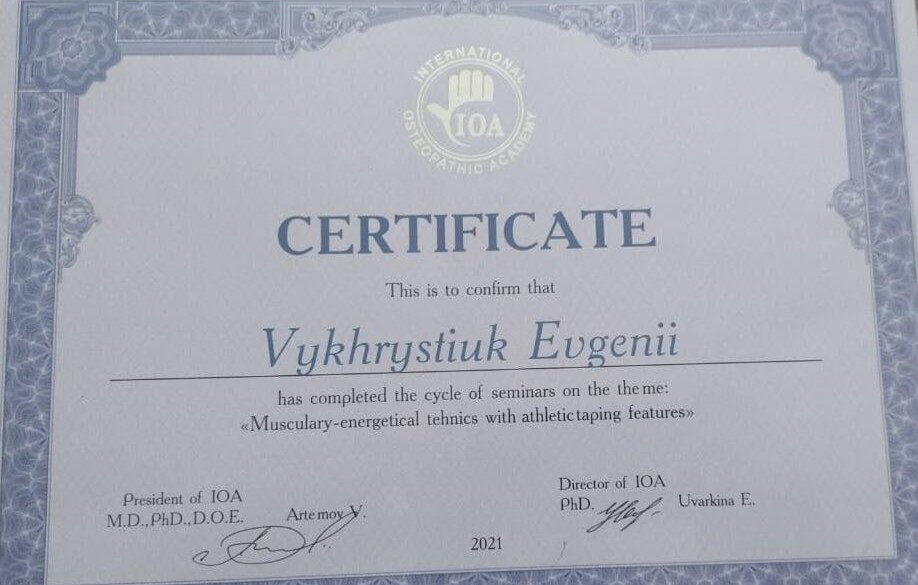 INTERNATIONAL
OSTEOPATHIC ACADEMY
IOA
CERTIFICATE
This is to confirm that
Vykhrystiuk Evgenii
has completed the cycle of seminars on the theme:
«Musculary-energetical tehnics with athletictaping features»
President of IOA
M.D.,PhD.,D.O.E. Artemov V.
Director of IOA
PhD. Uvarkina E.
2021